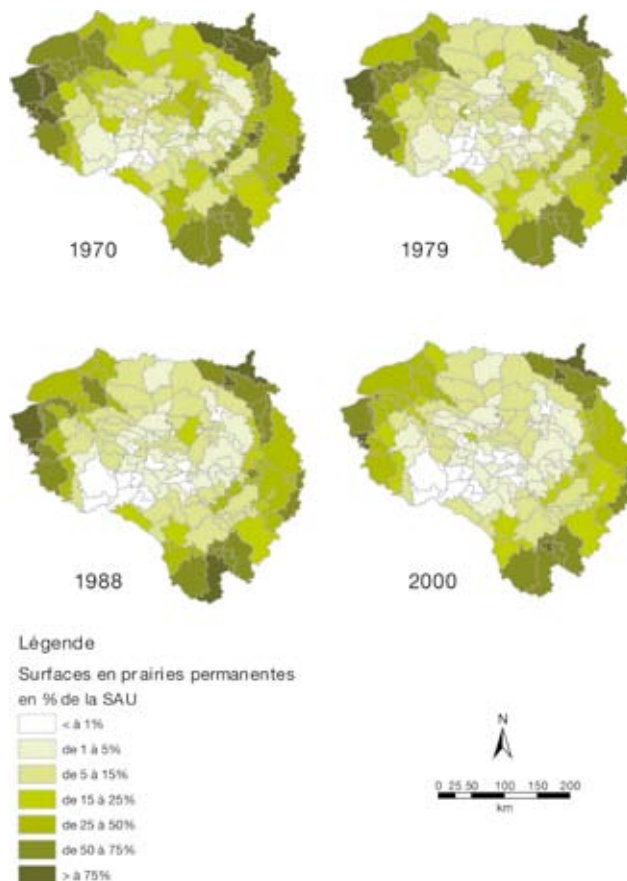 1970
1979
1988
2000
Légende
Surfaces en prairies permanentes
en % de la SAU
< à 1%
de 1 à 5%
de 5 à 15%
de 15 à 25%
de 25 à 50%
de 50 à 75%
> à 75%
N
0 25 50 100 150 200
km